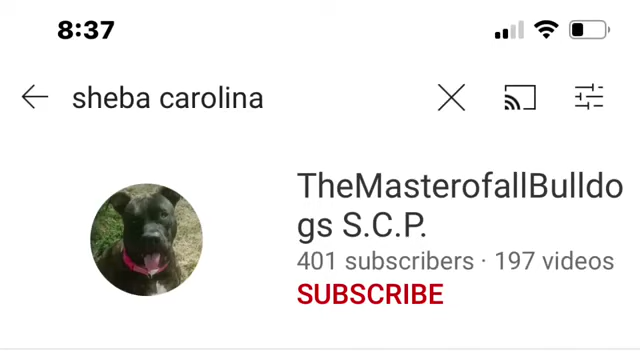 8:37
sheba carolina
TheMasterofallBulldo
gs S.C.P.
401 subscribers · 197 videos
SUBSCRIBE